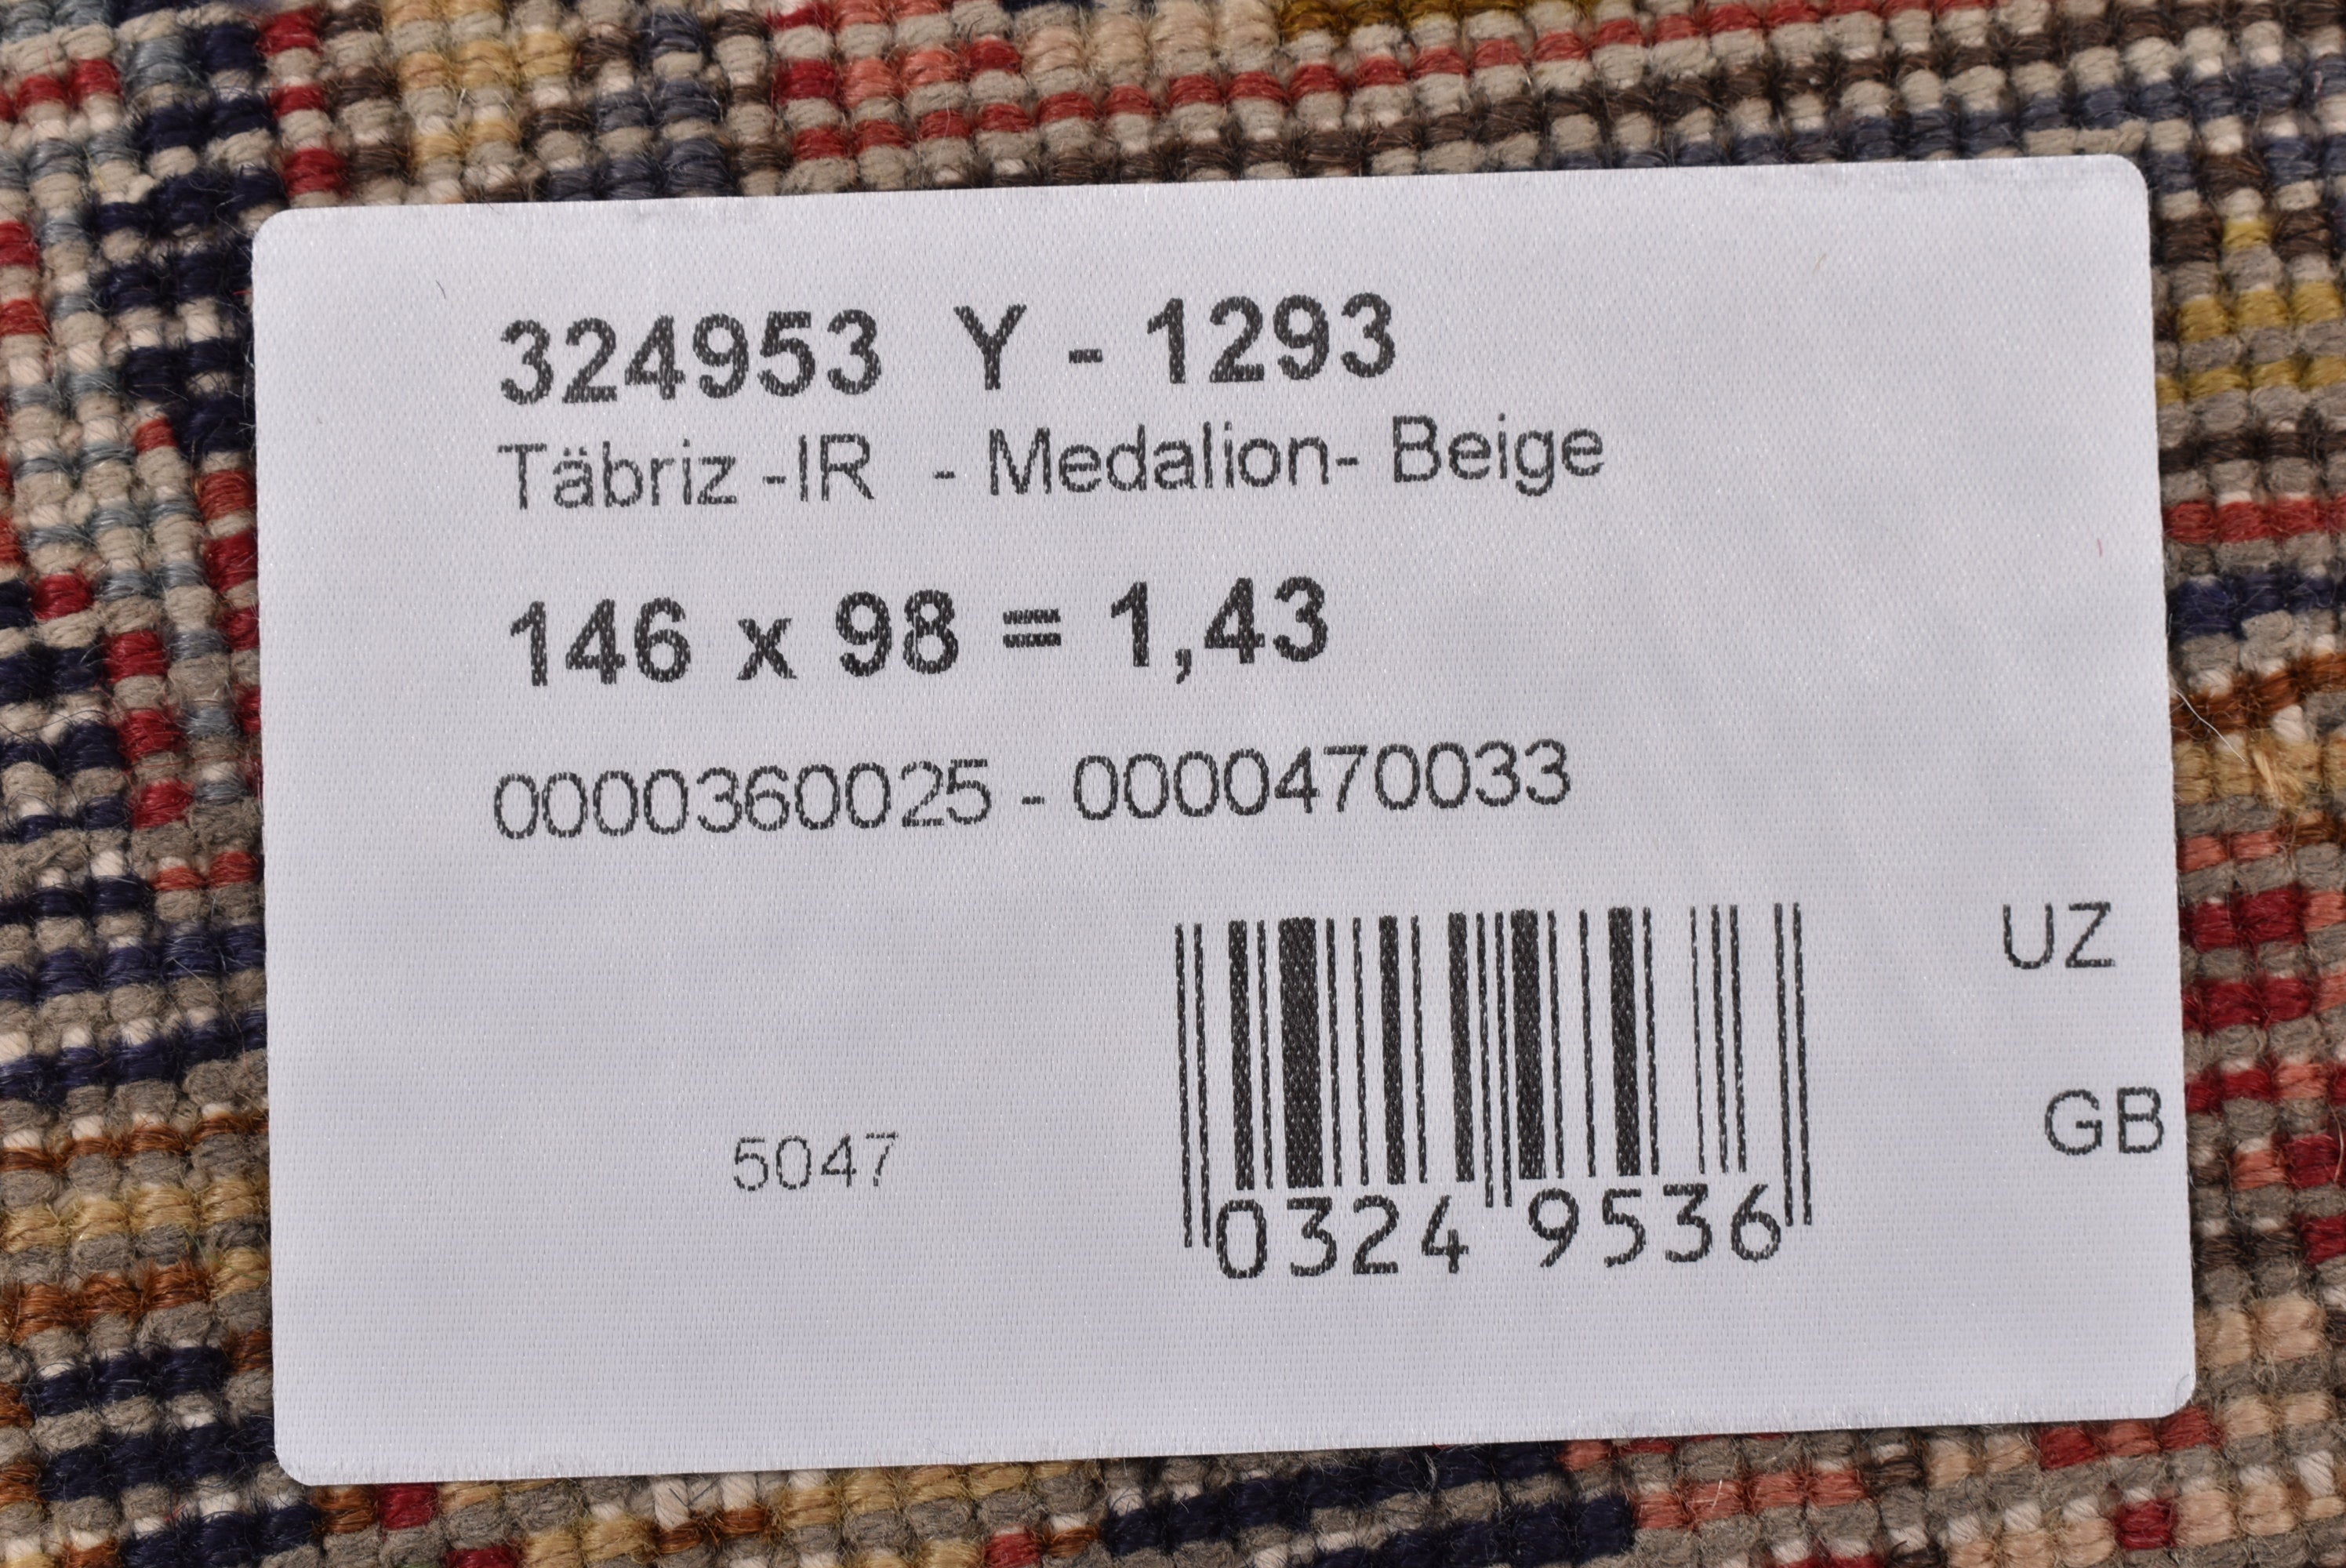 324953 Y - 1293
Täbriz -IR - Medalion- Beige
146 x 98 = 1,43
0000360025 - 0000470033
UZ
GB
5047
0324 9536